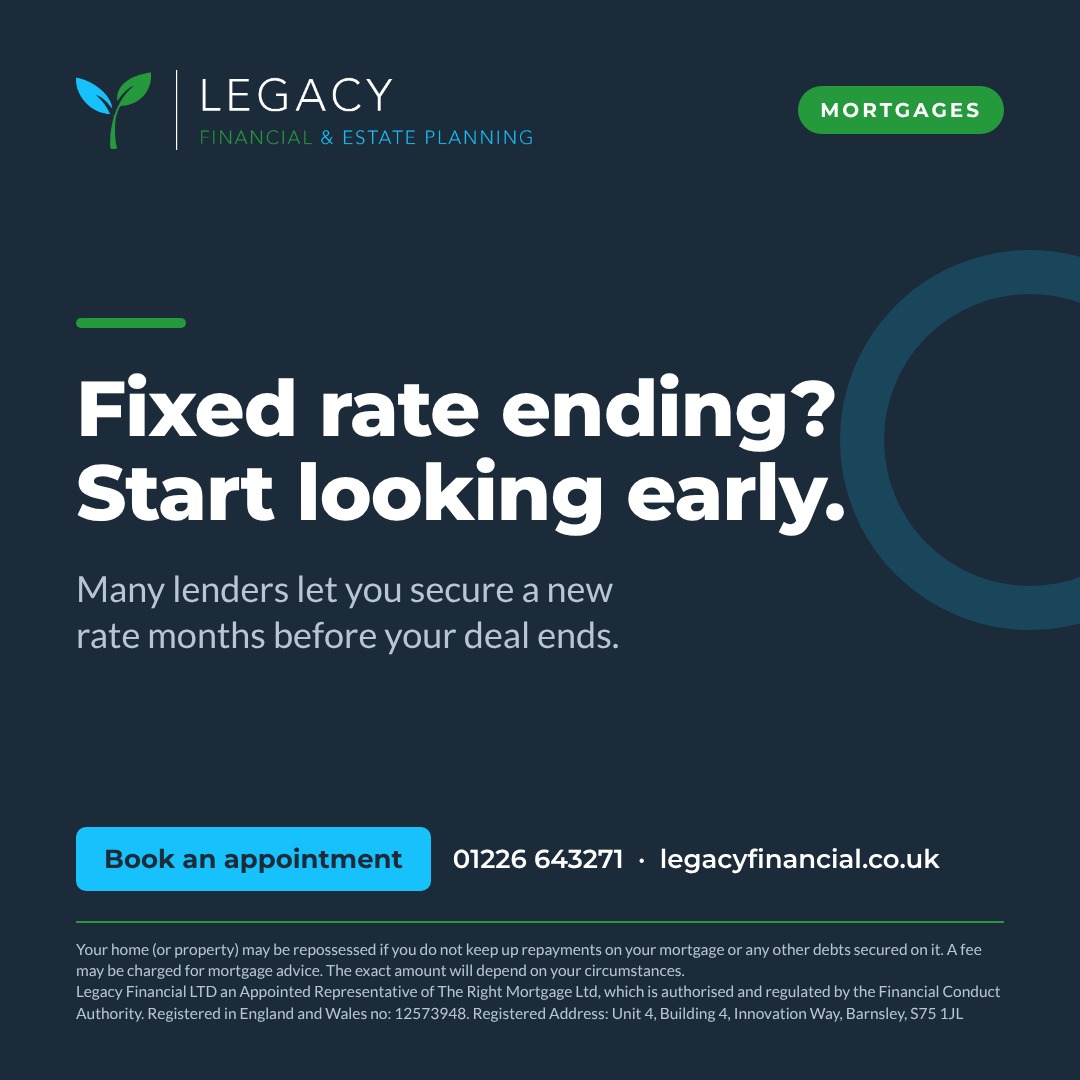 LEGACY
FINANCIAL & ESTATE PLANNING
MORTGAGES
Fixed rate ending?
Start looking early.
Many lenders let you secure a new
rate months before your deal ends.
Book an appointment
01226 643271 · legacyfinancial.co.uk
Your home (or property) may be repossessed if you do not keep up repayments on your mortgage or any other debts secured on it. A fee
may be charged for mortgage advice. The exact amount will depend on your circumstances.
Legacy Financial LTD an Appointed Representative of The Right Mortgage Ltd, which is authorised and regulated by the Financial Conduct
Authority. Registered in England and Wales no: 12573948. Registered Address: Unit 4, Building 4, Innovation Way, Barnsley, S75 1JL